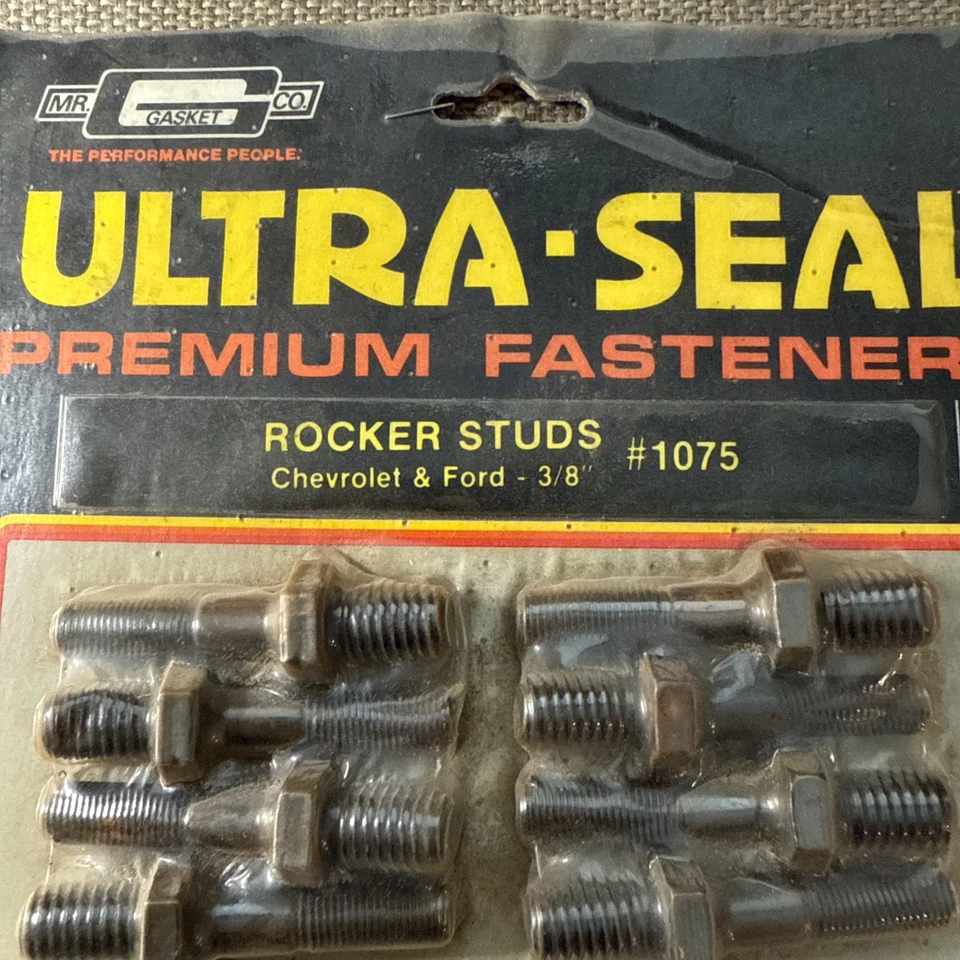 MR. GASKET CO.
THE PERFORMANCE PEOPLE.
ULTRA·SEAL
PREMIUM FASTENER
ROCKER STUDS #1075
Chevrolet & Ford - 3/8"